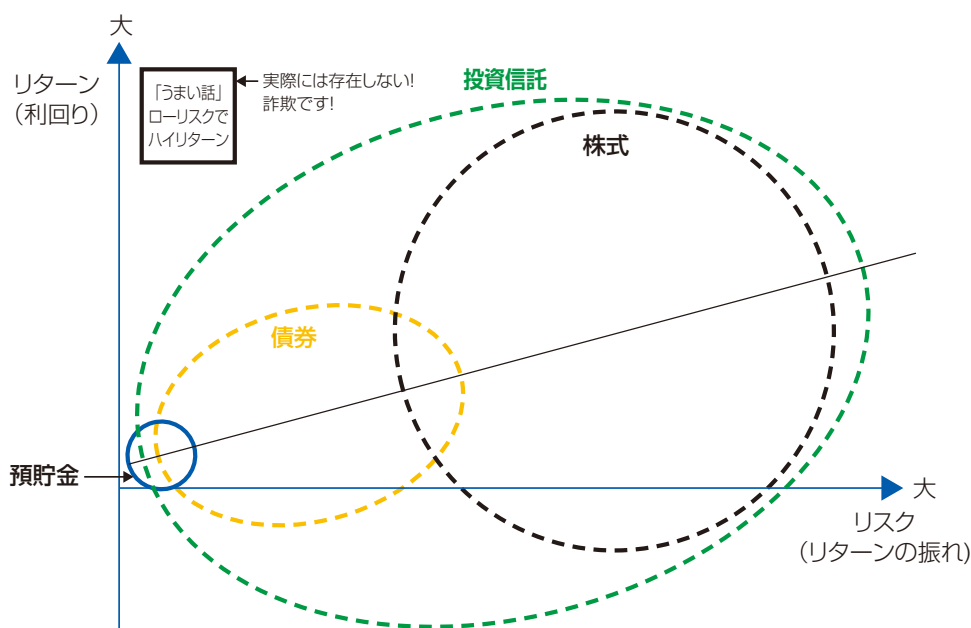 大
リターン
（利回り）
「うまい話」
ローリスクで
ハイリターン
実際には存在しない!
詐欺です!
投資信託
株式
債券
預貯金
大
リスク
(リターンの振れ)